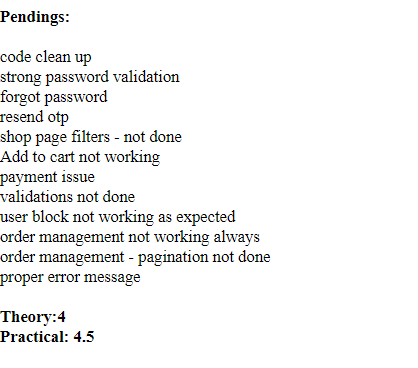 Pendings:
code clean up
strong password validation
forgot password
resend otp
shop page filters - not done
Add to cart not working
payment issue
validations not done
user block not working as expected
order management not working always
order management - pagination not done
proper error message
Theory:4
Practical: 4.5